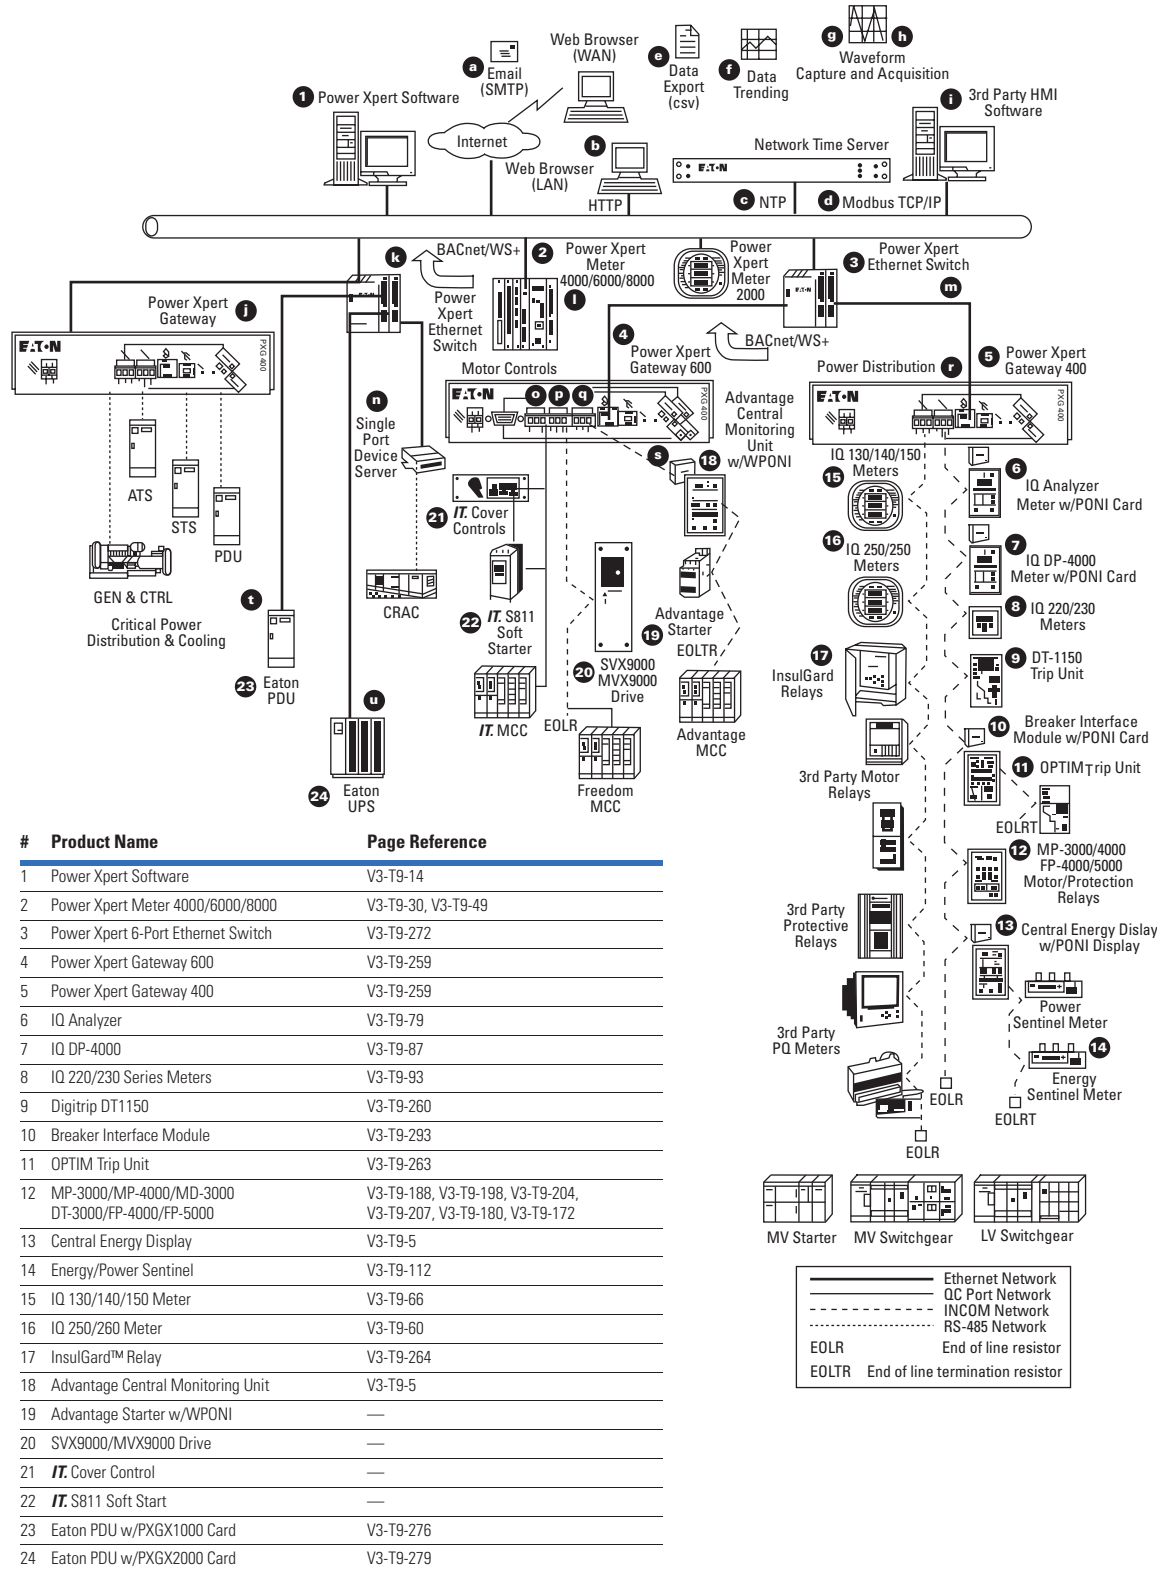 g
h
Waveform
Capture and Acquisition
e
Data
Export
(csv)
f
Data
Trending
Web Browser
(WAN)
a
Email
(SMTP)
1 Power Xpert Software
Internet
i
3rd Party HMI
Software
b
Web Browser
(LAN)
HTTP
Network Time Server
E·T·N
c NTP
d Modbus TCP/IP
k
BACnet/WS+
2
Power Xpert
Meter
4000/6000/8000
Power
Xpert
Meter
2000
3
Power Xpert
Ethernet Switch
E·T·N
l
E·T·N
m
Power
Xpert
Ethernet
Switch
Power Xpert
Gateway
j
E·T·N
PXG 400
4
Power Xpert
Gateway 600
BACnet/WS+
5
Power Xpert
Gateway 400
Power Distribution r
Motor Controls
o
p
q
E·T·N
PXG 400
Advantage
Central
Monitoring
Unit
w/WPONI
E·T·N
PXG 400
n
Single
Port
Device
Server
ATS
STS
PDU
GEN & CTRL
Critical Power
Distribution & Cooling
CRAC
t
23
Eaton
PDU
u
24
Eaton
UPS
21
IT. Cover
Controls
22
IT. S811
Soft
Starter
IT. MCC
EOLR
20
SVX9000
MVX9000
Drive
Freedom
MCC
s
18
Advantage
Starter
19
EOLTR
Advantage
MCC
IQ 130/140/150
Meters
15
16
IQ 250/250
Meters
17
InsulGard
Relays
3rd Party Motor
Relays
3rd Party
Protective
Relays
3rd Party
PQ Meters
EOLR
6
IQ Analyzer
Meter w/PONI Card
7
IQ DP-4000
Meter w/PONI Card
8
IQ 220/230
Meters
9
DT-1150
Trip Unit
10
Breaker Interface
Module w/PONI Card
11
OPTIMTrip Unit
EOLRT
12
MP-3000/4000
FP-4000/5000
Motor/Protection
Relays
13
Central Energy Dislay
w/PONI Display
Power
Sentinel Meter
14
Energy
Sentinel Meter
EOLR
EOLRT
MV Starter
MV Switchgear
LV Switchgear
Ethernet Network
QC Port Network
INCOM Network
RS-485 Network
EOLR End of line resistor
EOLTR End of line termination resistor
# Product Name Page Reference
1 Power Xpert Software V3-T9-14
2 Power Xpert Meter 4000/6000/8000 V3-T9-30, V3-T9-49
3 Power Xpert 6-Port Ethernet Switch V3-T9-272
4 Power Xpert Gateway 600 V3-T9-259
5 Power Xpert Gateway 400 V3-T9-259
6 IQ Analyzer V3-T9-79
7 IQ DP-4000 V3-T9-87
8 IQ 220/230 Series Meters V3-T9-93
9 Digitrip DT1150 V3-T9-260
10 Breaker Interface Module V3-T9-293
11 OPTIM Trip Unit V3-T9-263
12 MP-3000/MP-4000/MD-3000 V3-T9-188, V3-T9-198, V3-T9-204,
DT-3000/FP-4000/FP-5000 V3-T9-207, V3-T9-180, V3-T9-172
13 Central Energy Display V3-T9-5
14 Energy/Power Sentinel V3-T9-112
15 IQ 130/140/150 Meter V3-T9-66
16 IQ 250/260 Meter V3-T9-60
17 InsulGard™ Relay V3-T9-264
18 Advantage Central Monitoring Unit V3-T9-5
19 Advantage Starter w/WPONI —
20 SVX9000/MVX9000 Drive —
21 IT. Cover Control —
22 IT. S811 Soft Start —
23 Eaton PDU w/PXGX1000 Card V3-T9-276
24 Eaton PDU w/PXGX2000 Card V3-T9-279